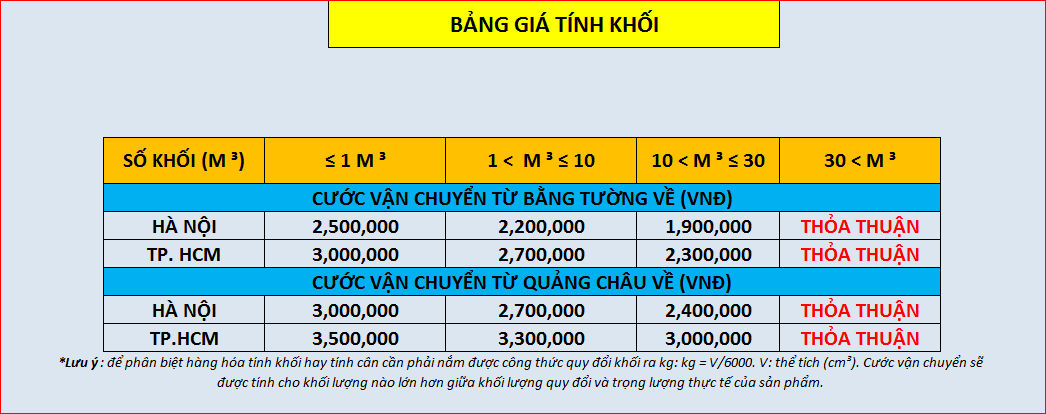 BẢNG GIÁ TÍNH KHỐI
SỐ KHỐI (M ³) ≤ 1 M ³ 1 < M ³ ≤ 10 10 < M ³ ≤ 30 30 < M ³
CƯỚC VẬN CHUYỂN TỪ BẰNG TƯỜNG VỀ (VNĐ)
HÀ NỘI 2,500,000 2,200,000 1,900,000 THỎA THUẬN
TP. HCM 3,000,000 2,700,000 2,300,000 THỎA THUẬN
CƯỚC VẬN CHUYỂN TỪ QUẢNG CHÂU VỀ (VNĐ)
HÀ NỘI 3,000,000 2,700,000 2,400,000 THỎA THUẬN
TP.HCM 3,500,000 3,300,000 3,000,000 THỎA THUẬN
*Lưu ý : để phân biệt hàng hóa tính khối hay tính cân cần phải nắm được công thức quy đổi khối ra kg: kg = V/6000. V: thể tích (cm³). Cước vận chuyển sẽ
được tính cho khối lượng nào lớn hơn giữa khối lượng quy đổi và trọng lượng thực tế của sản phẩm.